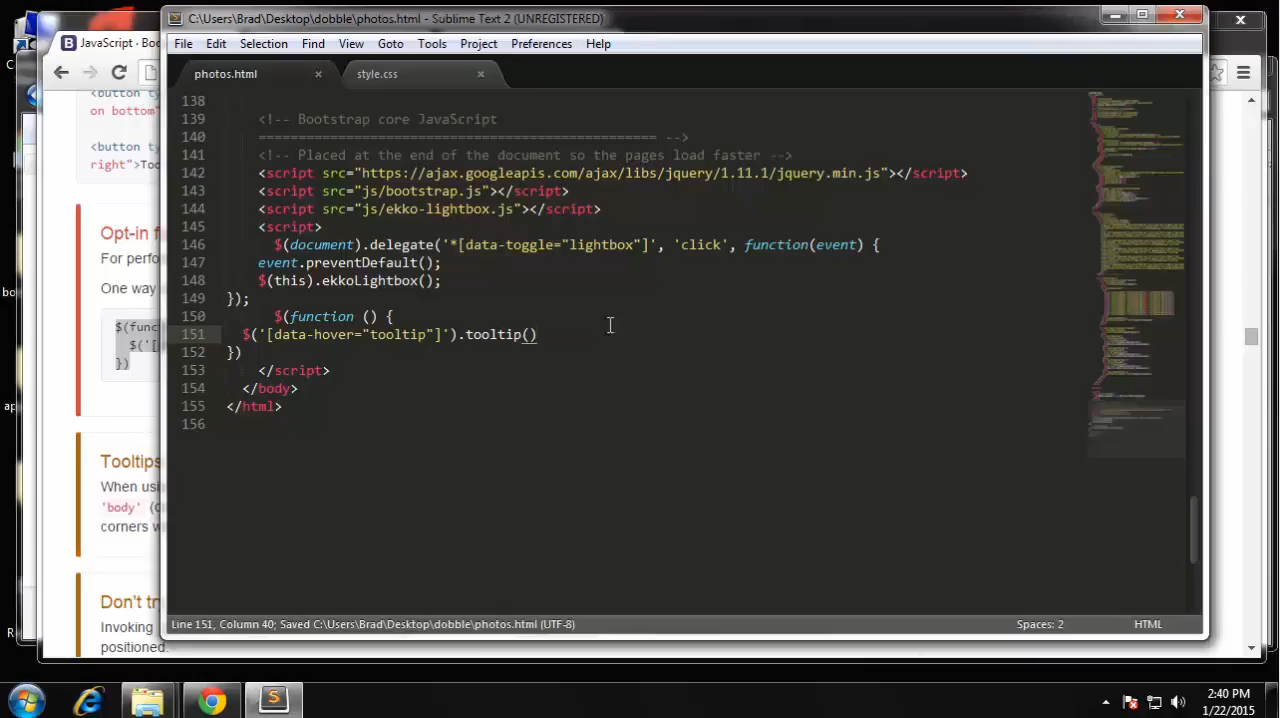 C:\Users\Brad\Desktop\dobble\photos.html - Sublime Text 2 (UNREGISTERED)
JavaScript · Boo
File Edit Selection Find View Goto Tools Project Preferences Help
photos.html
style.css
<button ty
on bottom"
<button ty
right">Too
Opt-in f
For perfo
One way
$(func
$('[
})
Tooltips
When usi
'body' (
corners w
Don't try
Invoking
positioned.
138
139 <!-- Bootstrap core JavaScript
140 ================================================== -->
141 <!-- Placed at the end of the document so the pages load faster -->
142 <script src="https://ajax.googleapis.com/ajax/libs/jquery/1.11.1/jquery.min.js"></script>
143 <script src="js/bootstrap.js"></script>
144 <script src="js/ekko-lightbox.js"></script>
145 <script>
146 $(document).delegate('*[data-toggle="lightbox"]', 'click', function(event) {
147 event.preventDefault();
148 $(this).ekkoLightbox();
149 });
150 $(function () {
151 $('[data-hover="tooltip"]').tooltip()
152 })
153 </script>
154 </body>
155 </html>
156
Line 151, Column 40; Saved C:\Users\Brad\Desktop\dobble\photos.html (UTF-8)
Spaces: 2
HTML
2:40 PM
1/22/2015